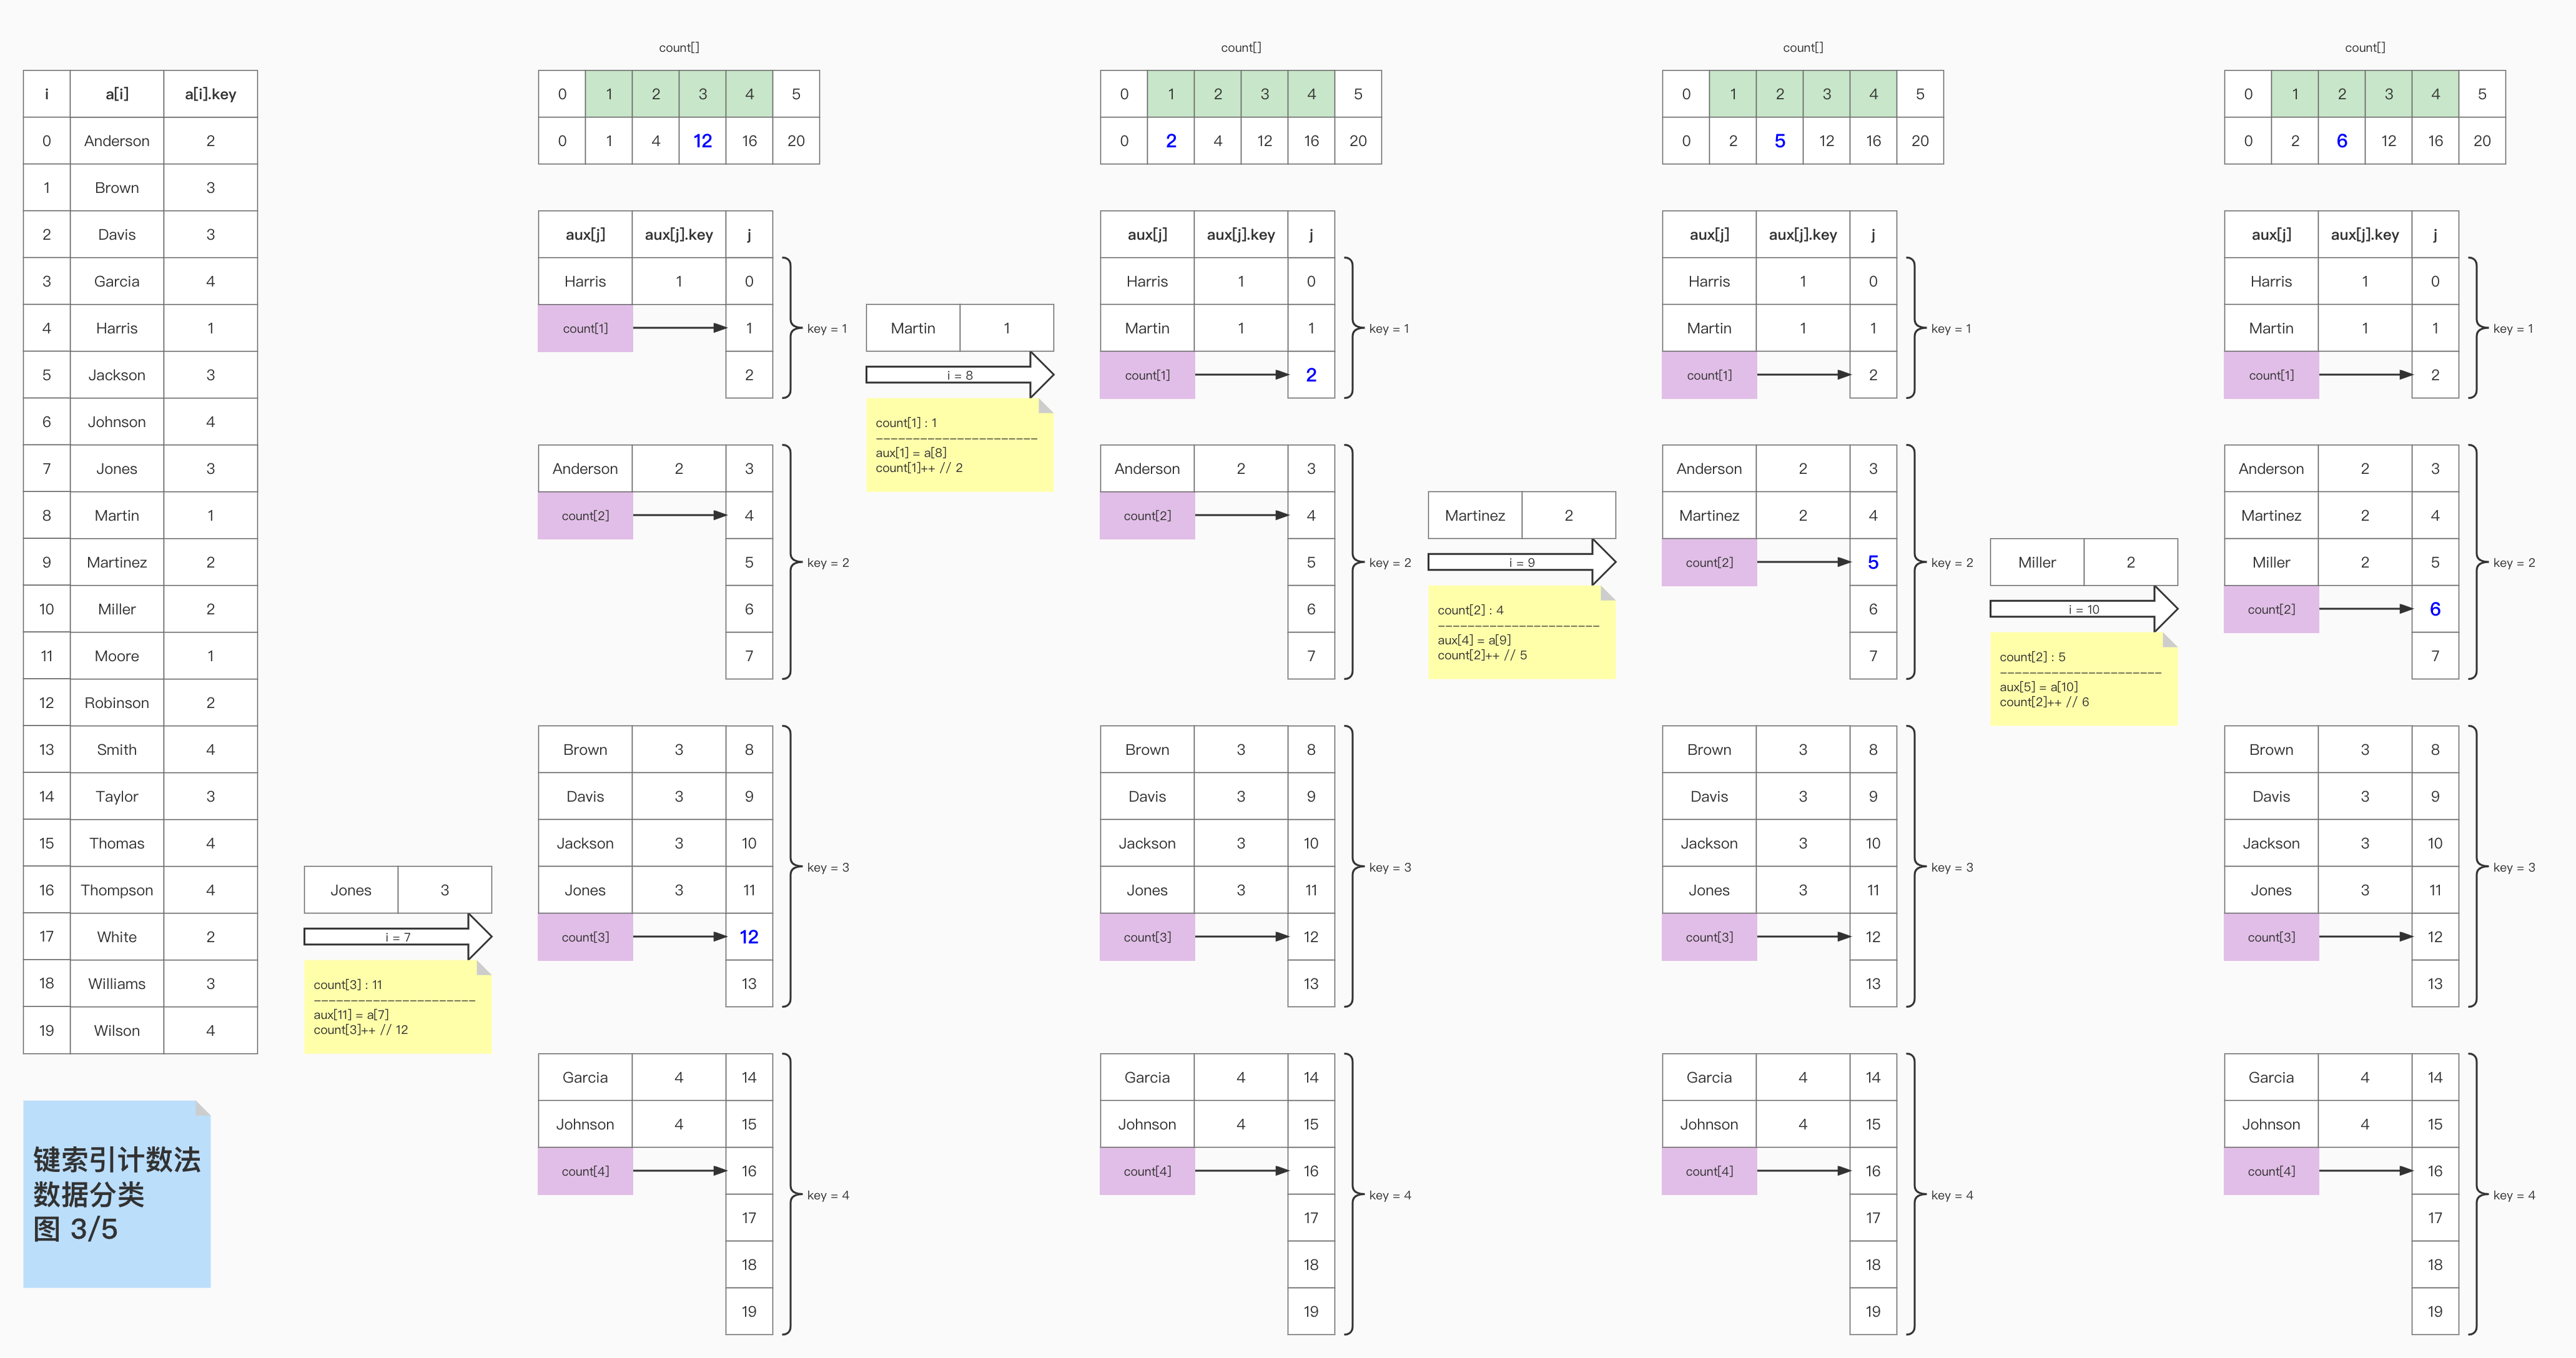 i a[i] a[i].key
0 Anderson 2
1 Brown 3
2 Davis 3
3 Garcia 4
4 Harris 1
5 Jackson 3
6 Johnson 4
7 Jones 3
8 Martin 1
9 Martinez 2
10 Miller 2
11 Moore 1
12 Robinson 2
13 Smith 4
14 Taylor 3
15 Thomas 4
16 Thompson 4
17 White 2
18 Williams 3
19 Wilson 4
键索引计数法
数据分类
图 3/5
Jones 3
i = 7
count[3] : 11
----------------------
aux[11] = a[7]
count[3]++ // 12
count[]
0 1 2 3 4 5
0 1 4 12 16 20
aux[j] aux[j].key j
Harris 1 0
count[1] 1
2
key = 1
Anderson 2 3
count[2] 4
5
6
7
key = 2
Brown 3 8
Davis 3 9
Jackson 3 10
Jones 3 11
count[3] 12
13
key = 3
Garcia 4 14
Johnson 4 15
count[4] 16
17
18
19
key = 4
Martin 1
i = 8
count[1] : 1
----------------------
aux[1] = a[8]
count[1]++ // 2
count[]
0 1 2 3 4 5
0 2 4 12 16 20
aux[j] aux[j].key j
Harris 1 0
Martin 1 1
count[1] 2
key = 1
Anderson 2 3
count[2] 4
5
6
7
key = 2
Brown 3 8
Davis 3 9
Jackson 3 10
Jones 3 11
count[3] 12
13
key = 3
Garcia 4 14
Johnson 4 15
count[4] 16
17
18
19
key = 4
Martinez 2
i = 9
count[2] : 4
----------------------
aux[4] = a[9]
count[2]++ // 5
count[]
0 1 2 3 4 5
0 2 5 12 16 20
aux[j] aux[j].key j
Harris 1 0
Martin 1 1
count[1] 2
key = 1
Anderson 2 3
Martinez 2 4
count[2] 5
6
7
key = 2
Brown 3 8
Davis 3 9
Jackson 3 10
Jones 3 11
count[3] 12
13
key = 3
Garcia 4 14
Johnson 4 15
count[4] 16
17
18
19
key = 4
Miller 2
i = 10
count[2] : 5
----------------------
aux[5] = a[10]
count[2]++ // 6
count[]
0 1 2 3 4 5
0 2 6 12 16 20
aux[j] aux[j].key j
Harris 1 0
Martin 1 1
count[1] 2
key = 1
Anderson 2 3
Martinez 2 4
Miller 2 5
count[2] 6
7
key = 2
Brown 3 8
Davis 3 9
Jackson 3 10
Jones 3 11
count[3] 12
13
key = 3
Garcia 4 14
Johnson 4 15
count[4] 16
17
18
19
key = 4